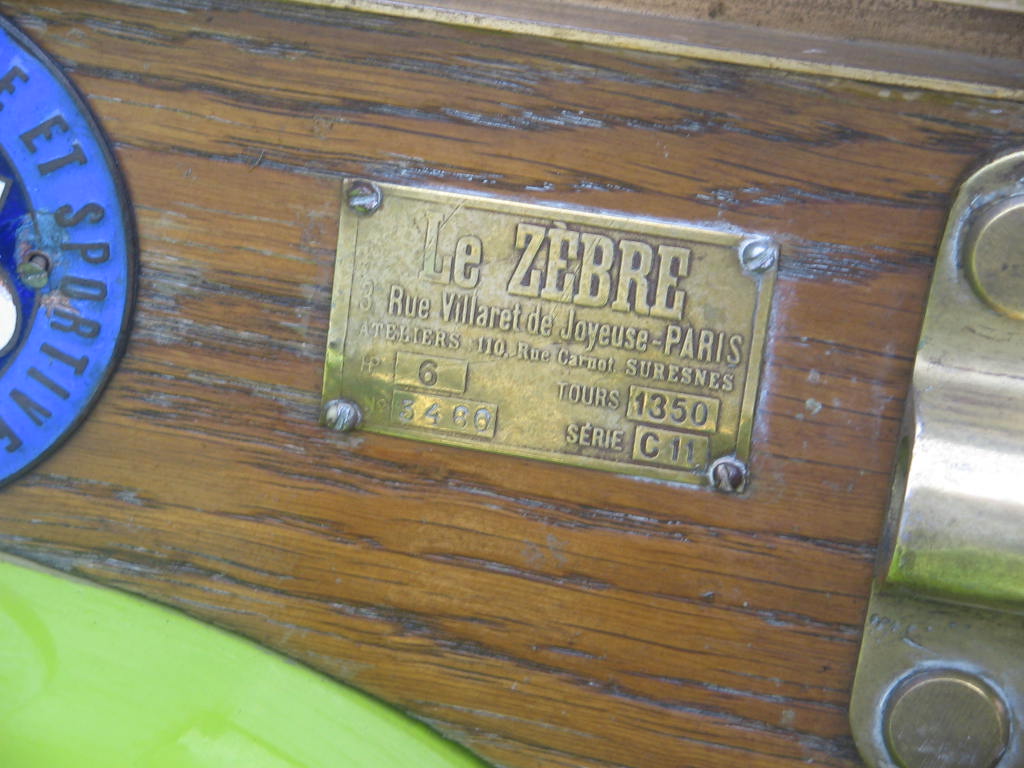 Le ZÈBRE
3 Rue Villaret de Joyeuse-PARIS
ATELIERS 110, Rue Carnot SURESNES
HP 6
TOURS 1350
SÉRIE C 11
ET SPORTIVE